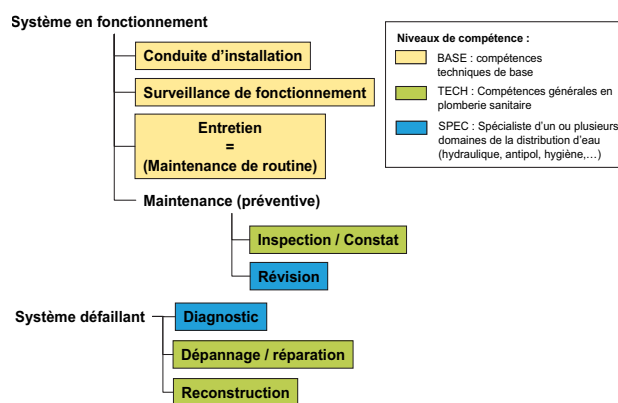 Système en fonctionnement
Conduite d'installation
Surveillance de fonctionnement
Entretien
=
(Maintenance de routine)
Maintenance (préventive)
Inspection / Constat
Révision
Système défaillant
Diagnostic
Dépannage / réparation
Reconstruction
Niveaux de compétence :
BASE : compétences
techniques de base
TECH : Compétences générales en
plomberie sanitaire
SPEC : Spécialiste d'un ou plusieurs
domaines de la distribution d'eau
(hydraulique, antipol, hygiène,…)